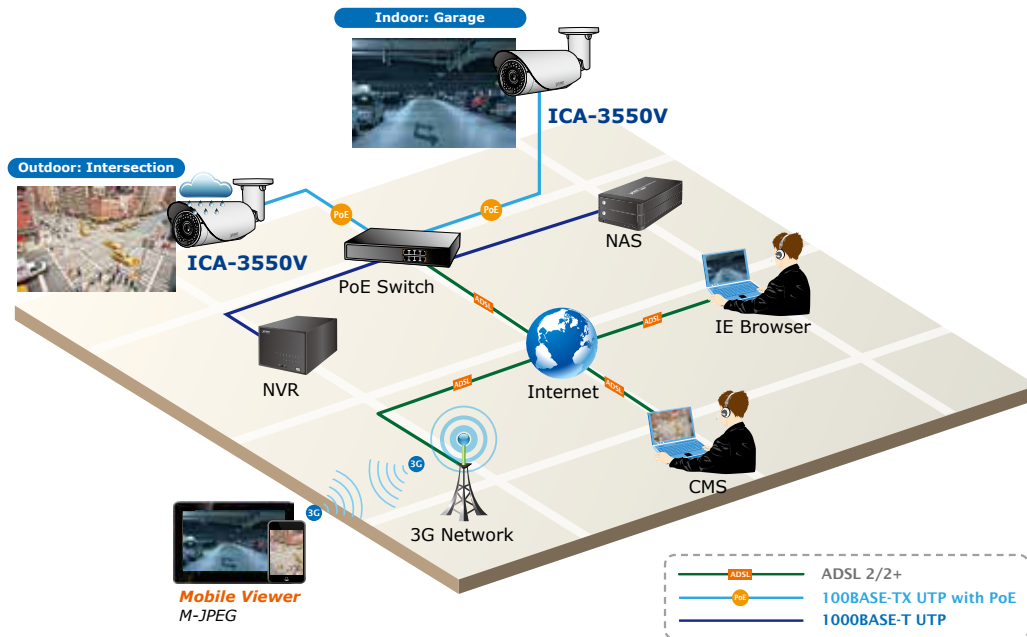 Indoor: Garage
ICA-3550V
Outdoor: Intersection
PoE
PoE
NAS
ICA-3550V
PoE Switch
ADSL
IE Browser
ADSL
NVR
Internet
ADSL
ADSL
CMS
3G
3G
3G Network
Mobile Viewer
M-JPEG
ADSL ADSL 2/2+
PoE 100BASE-TX UTP with PoE
1000BASE-T UTP